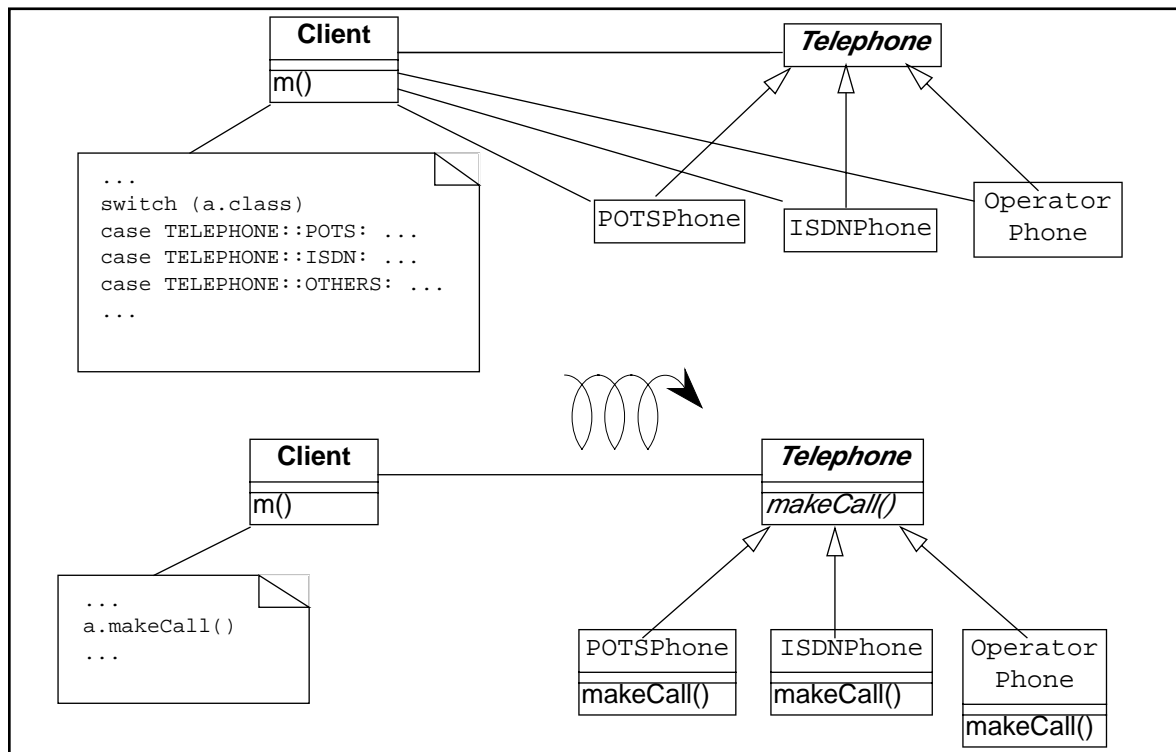 Client
m()
Telephone
...
switch (a.class)
case TELEPHONE::POTS: ...
case TELEPHONE::ISDN: ...
case TELEPHONE::OTHERS: ...
...
POTSPhone
ISDNPhone
Operator
Phone
Client
m()
Telephone
makeCall()
...
a.makeCall()
...
POTSPhone
makeCall()
ISDNPhone
makeCall()
Operator
Phone
makeCall()